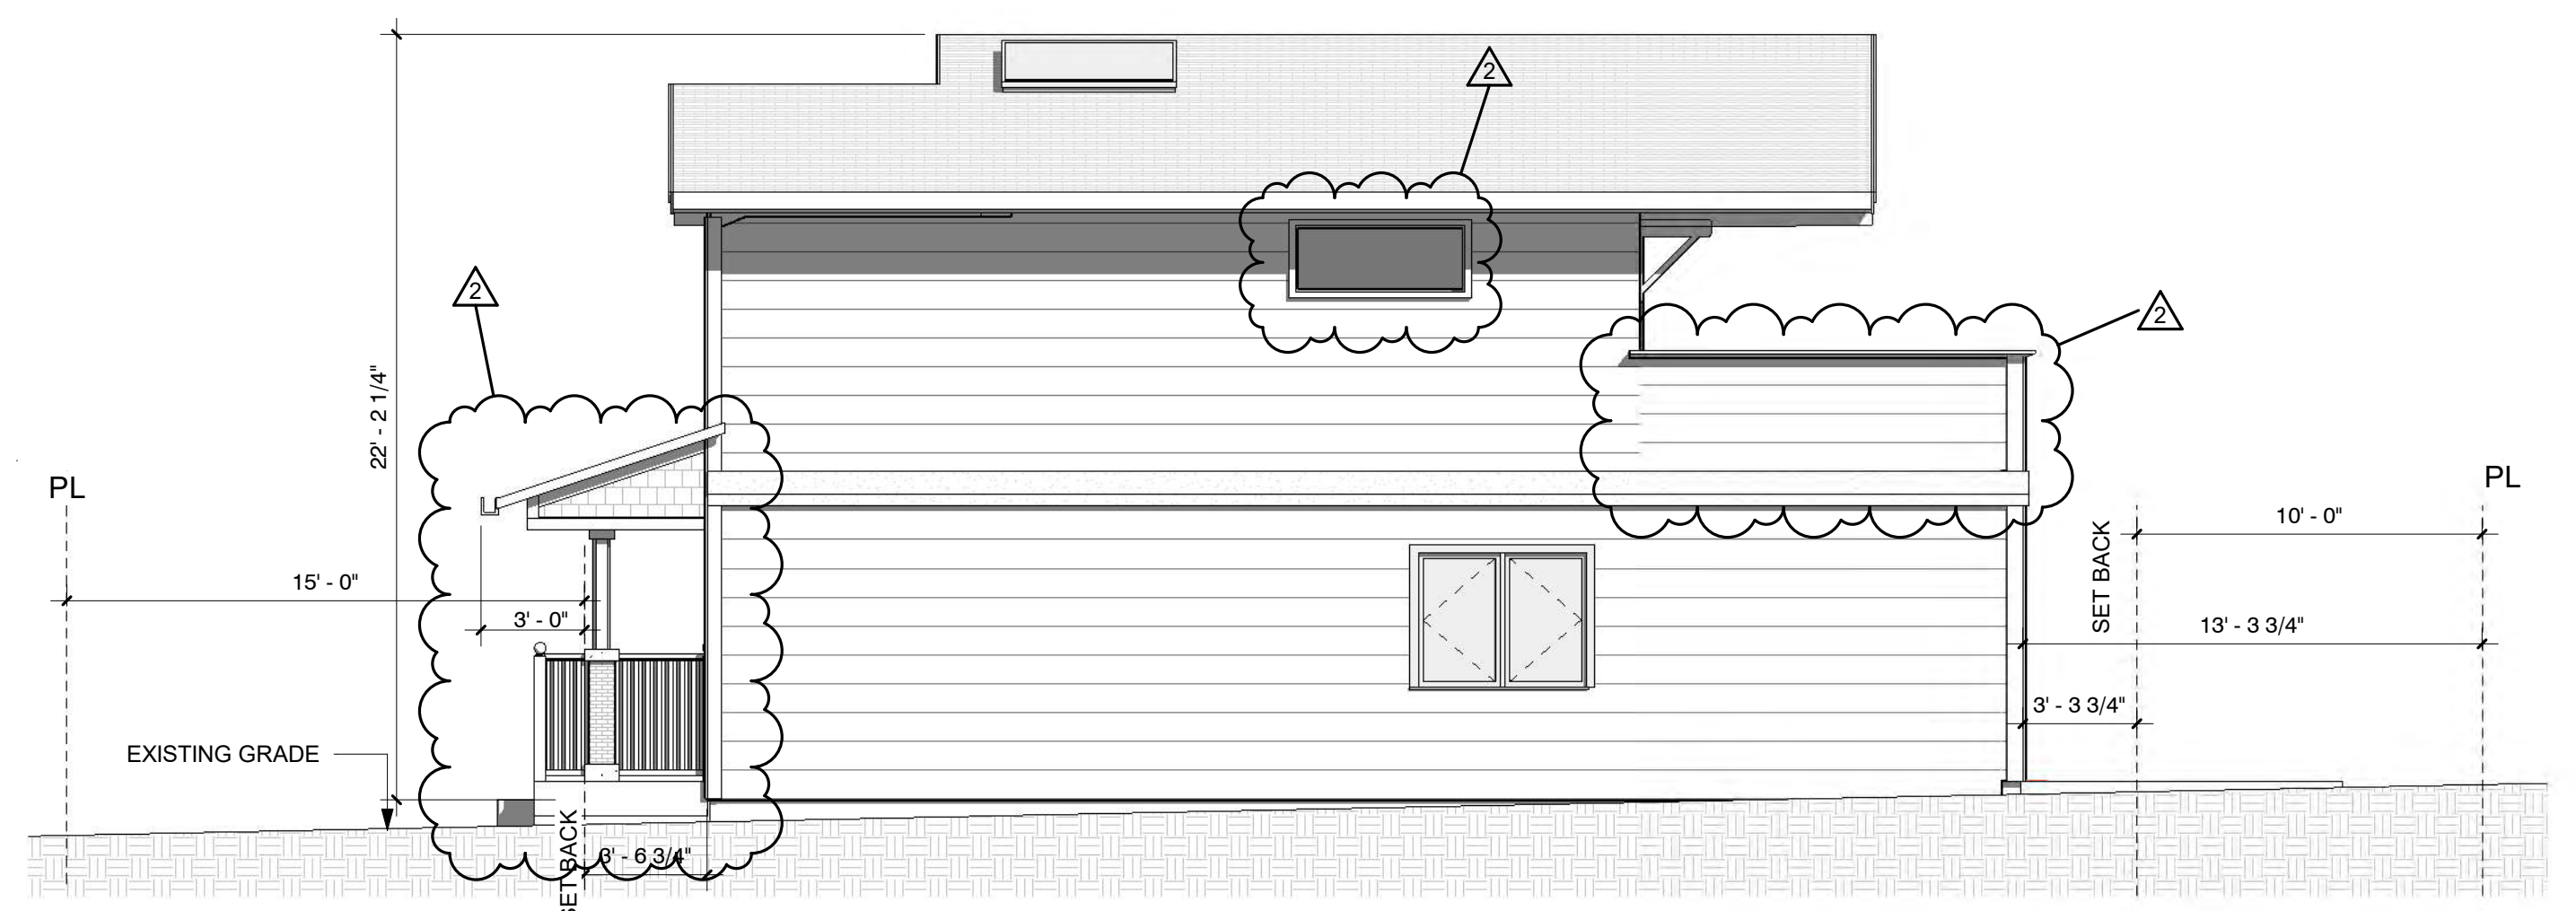 2
2
2
22' - 2 1/4"
PL
PL
10' - 0"
SET BACK
15' - 0"
3' - 0"
13' - 3 3/4"
3' - 3 3/4"
EXISTING GRADE
SET BACK
3' - 6 3/4"